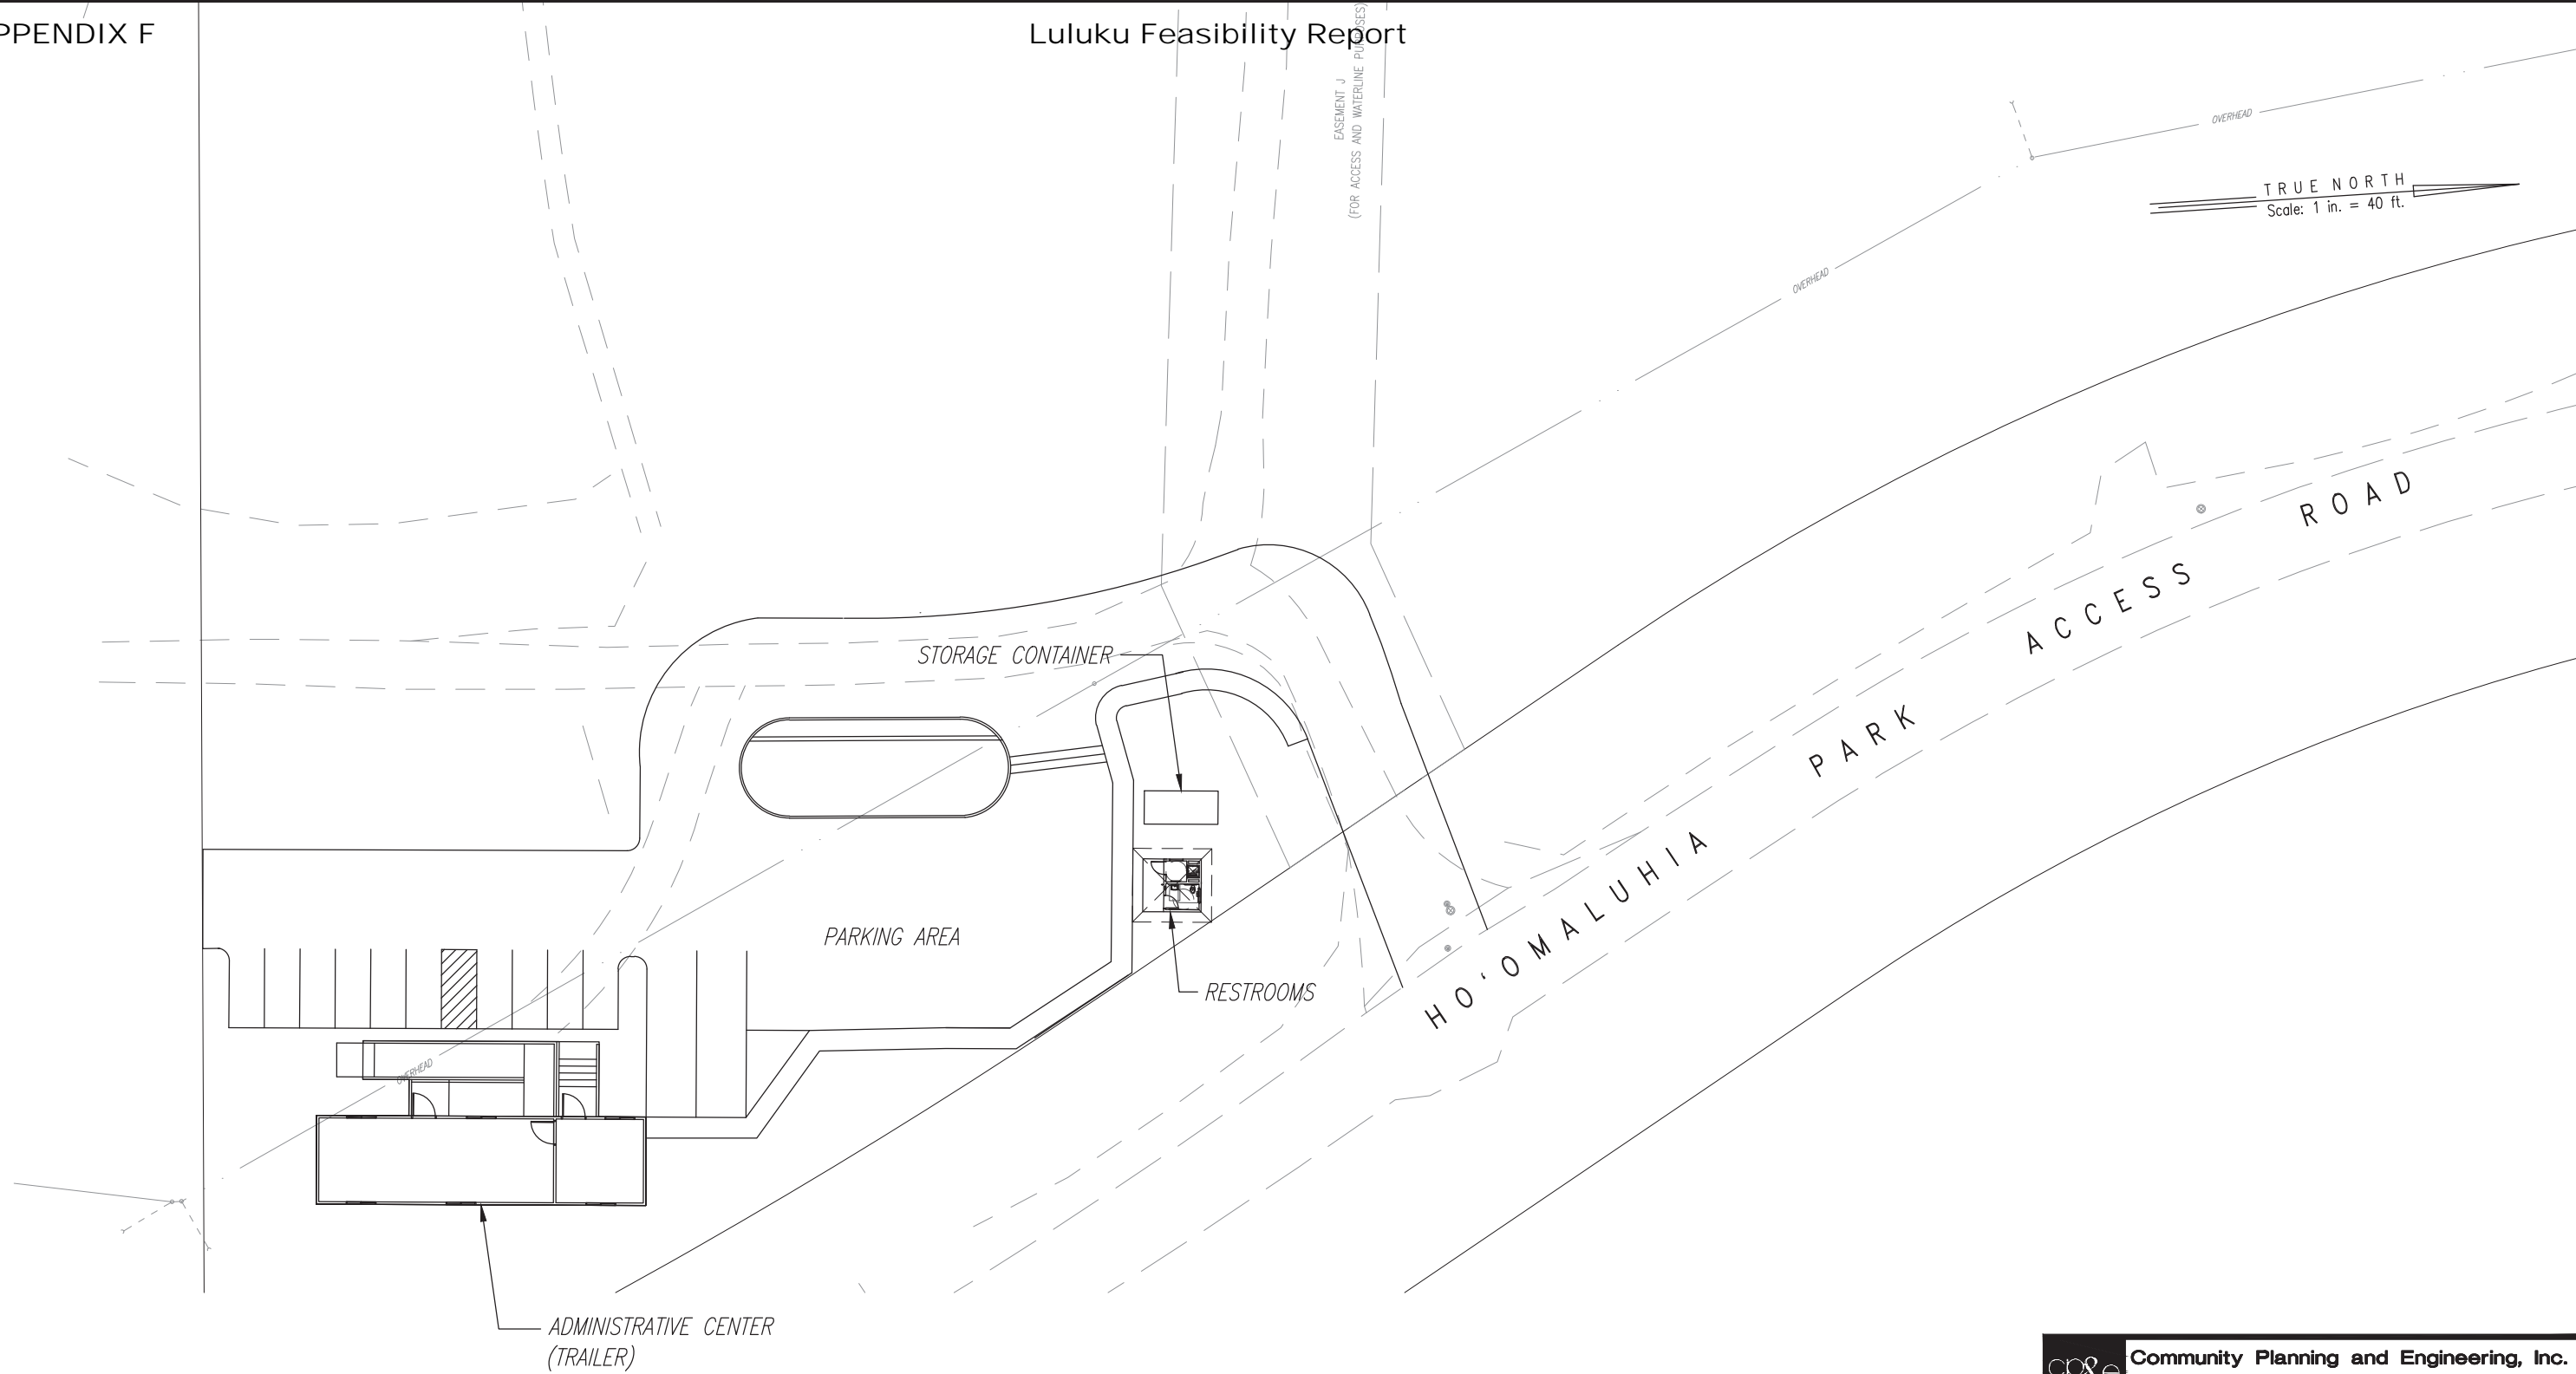 PPENDIX F
Luluku Feasibility Report
EASEMENT J
(FOR ACCESS AND WATERLINE PURPOSES)
OVERHEAD
TRUE NORTH
Scale: 1 in. = 40 ft.
OVERHEAD
HO'OMALUHIA PARK ACCESS ROAD
STORAGE CONTAINER
PARKING AREA
RESTROOMS
OVERHEAD
ADMINISTRATIVE CENTER
(TRAILER)
cp&e
Community Planning and Engineering, Inc.